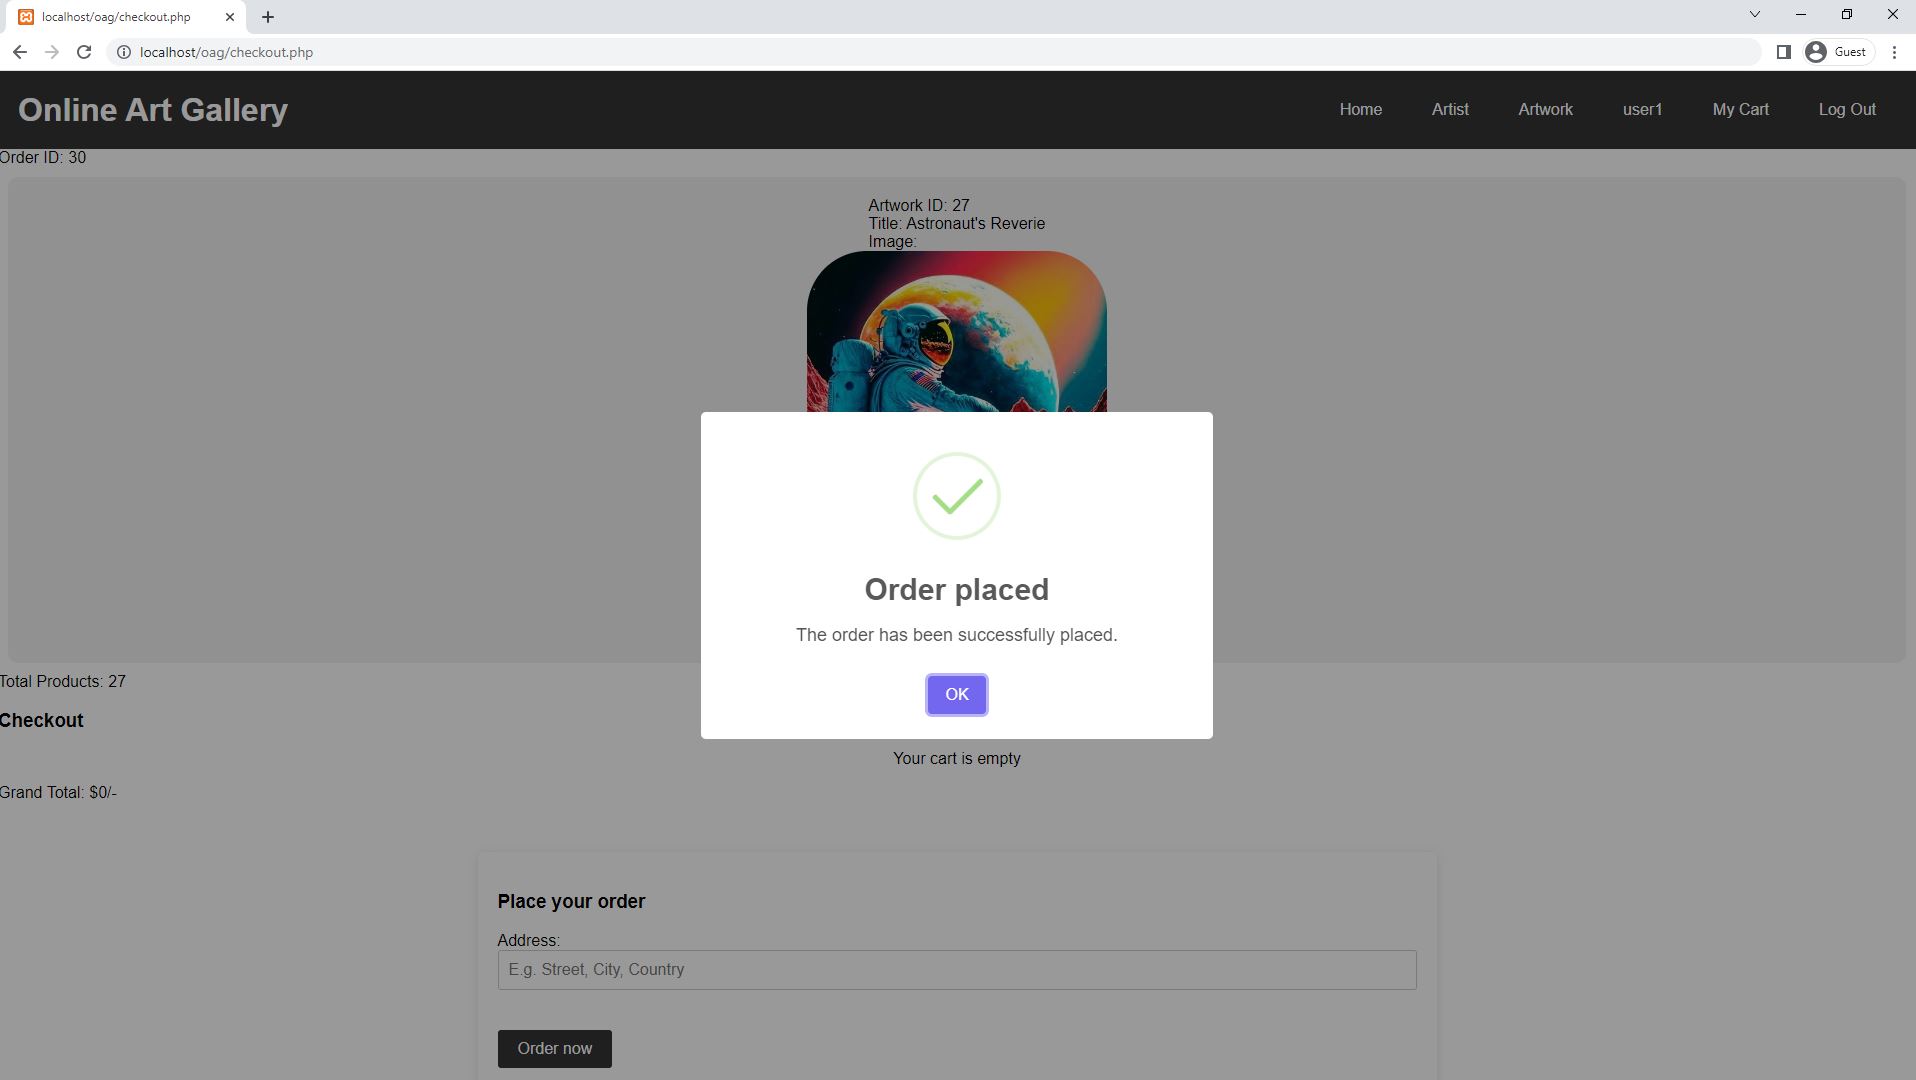 localhost/oag/checkout.php
localhost/oag/checkout.php
Guest
Online Art Gallery
Home
Artist
Artwork
user1
My Cart
Log Out
Order ID: 30
Artwork ID: 27
Title: Astronaut's Reverie
Image:
Order placed
The order has been successfully placed.
OK
Total Products: 27
Checkout
Your cart is empty
Grand Total: $0/-
Place your order
Address:
E.g. Street, City, Country
Order now